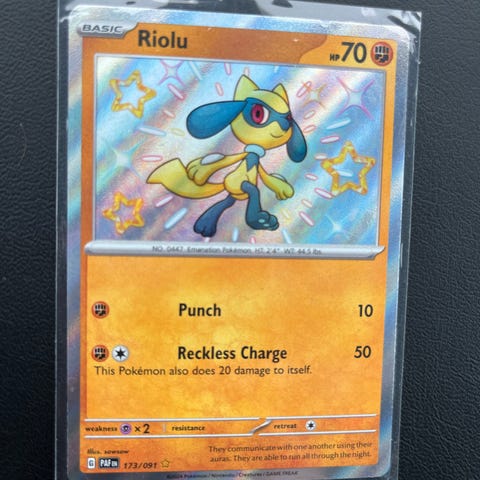 BASIC
Riolu
HP 70
NO. 0447 Emanation Pokémon HT: 2'4" WT: 44.5 lbs.
Punch 10
Reckless Charge 50
This Pokémon also does 20 damage to itself.
weakness x2 resistance retreat
Illus. sowsow
They communicate with one another using their
G PAF EN 173/091
auras. They are able to run all through the night.
©2024 Pokémon / Nintendo / Creatures / GAME FREAK